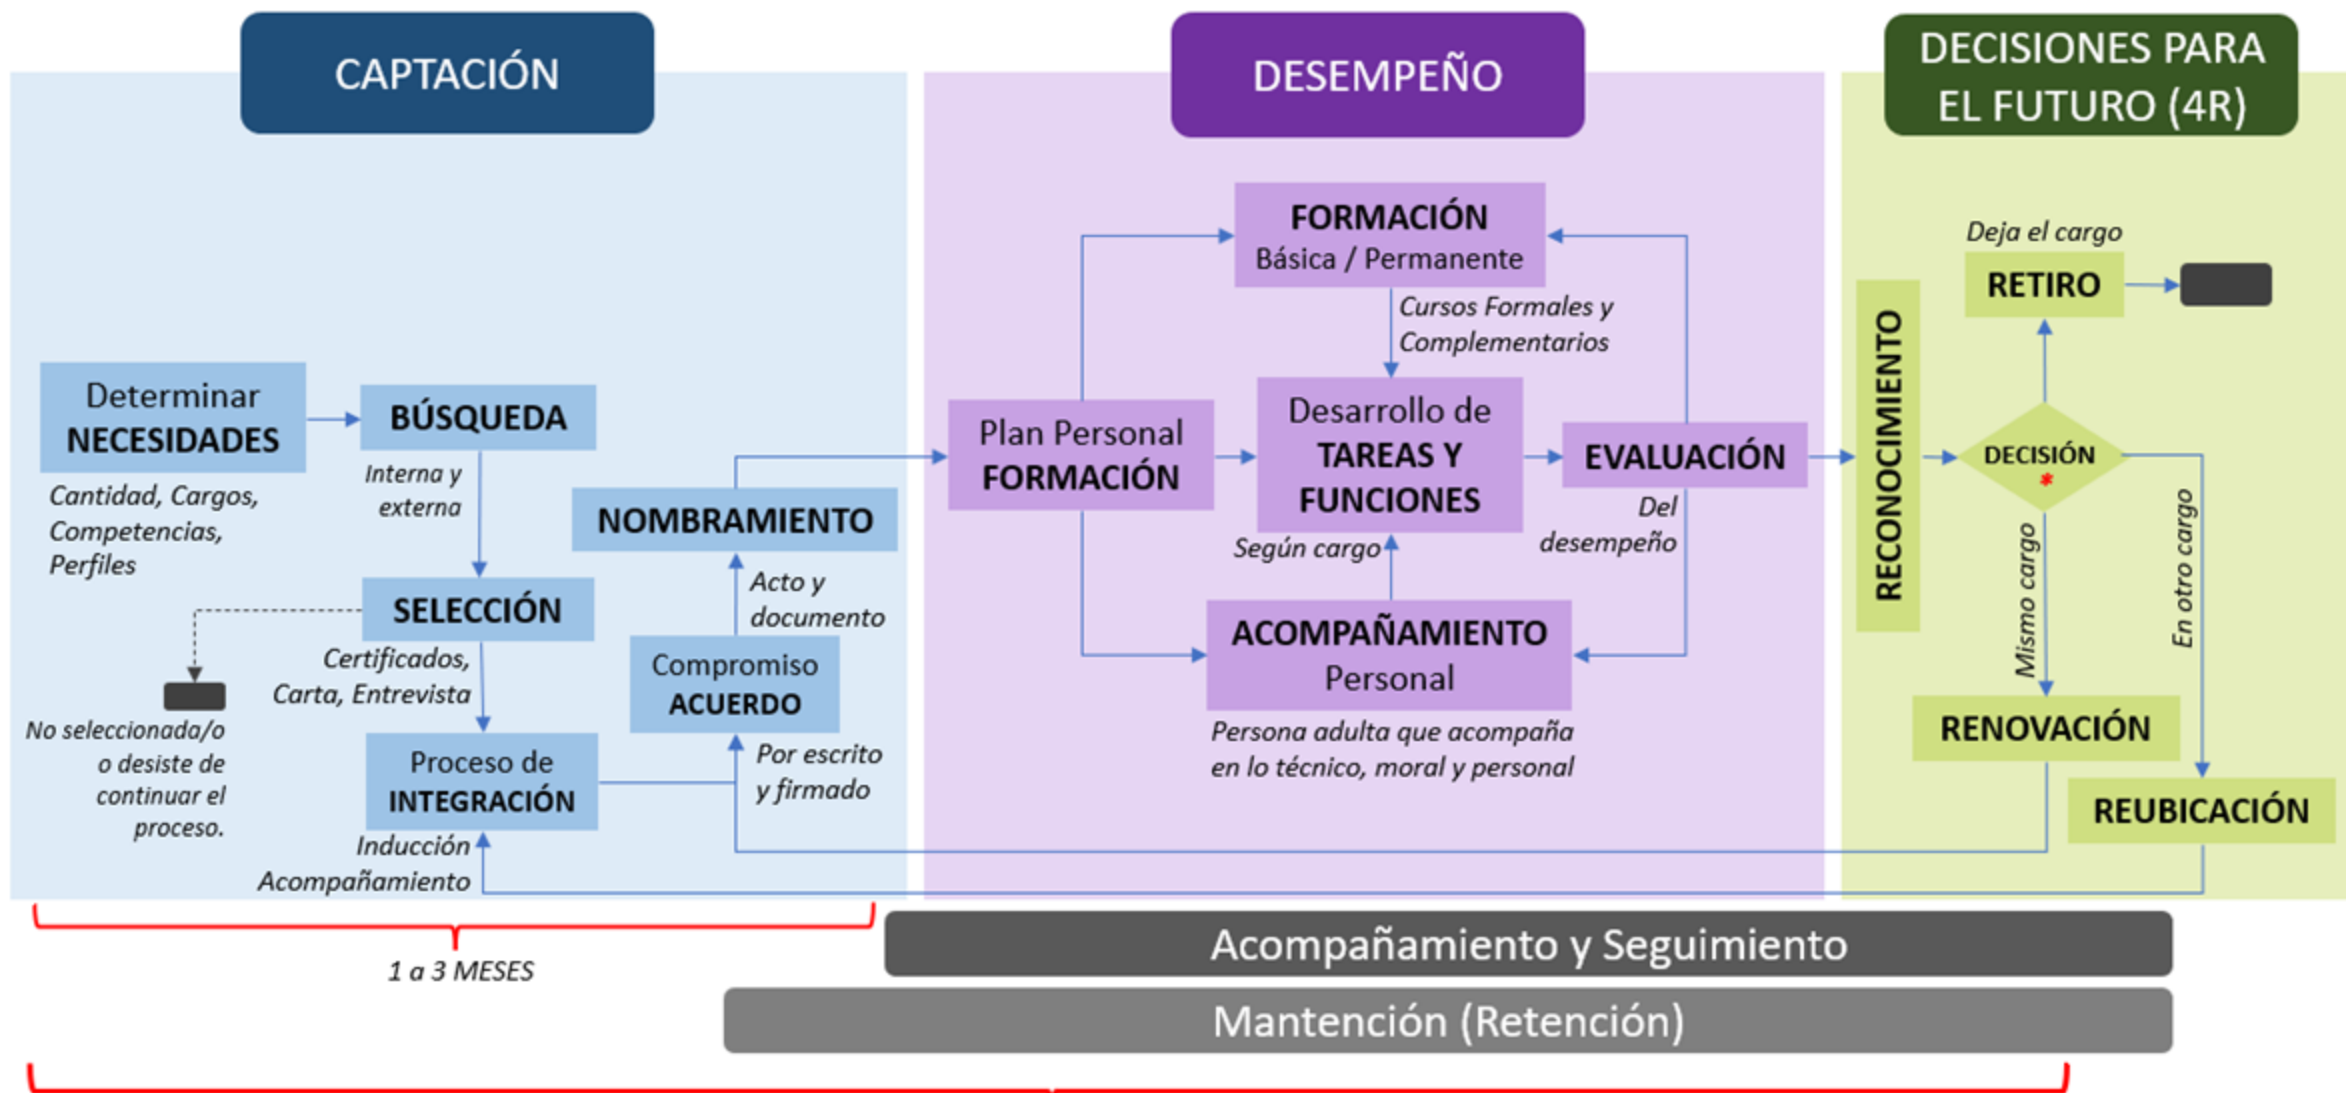 CAPTACIÓN
Determinar
NECESIDADES
Cantidad, Cargos,
Competencias,
Perfiles
BÚSQUEDA
Interna y
externa
SELECCIÓN
Certificados,
Carta, Entrevista
No seleccionada/o
o desiste de
continuar el
proceso.
Proceso de
INTEGRACIÓN
Inducción
Acompañamiento
Compromiso
ACUERDO
Por escrito
y firmado
NOMBRAMIENTO
Acto y
documento
1 a 3 MESES
DESEMPEÑO
Plan Personal
FORMACIÓN
FORMACIÓN
Básica / Permanente
Cursos Formales y
Complementarios
Desarrollo de
TAREAS Y
FUNCIONES
Según cargo
ACOMPAÑAMIENTO
Personal
Persona adulta que acompaña
en lo técnico, moral y personal
EVALUACIÓN
Del
desempeño
DECISIONES PARA
EL FUTURO (4R)
RECONOCIMIENTO
DECISIÓN
*
Deja el cargo
RETIRO
Mismo cargo
RENOVACIÓN
En otro cargo
REUBICACIÓN
Acompañamiento y Seguimiento
Mantención (Retención)